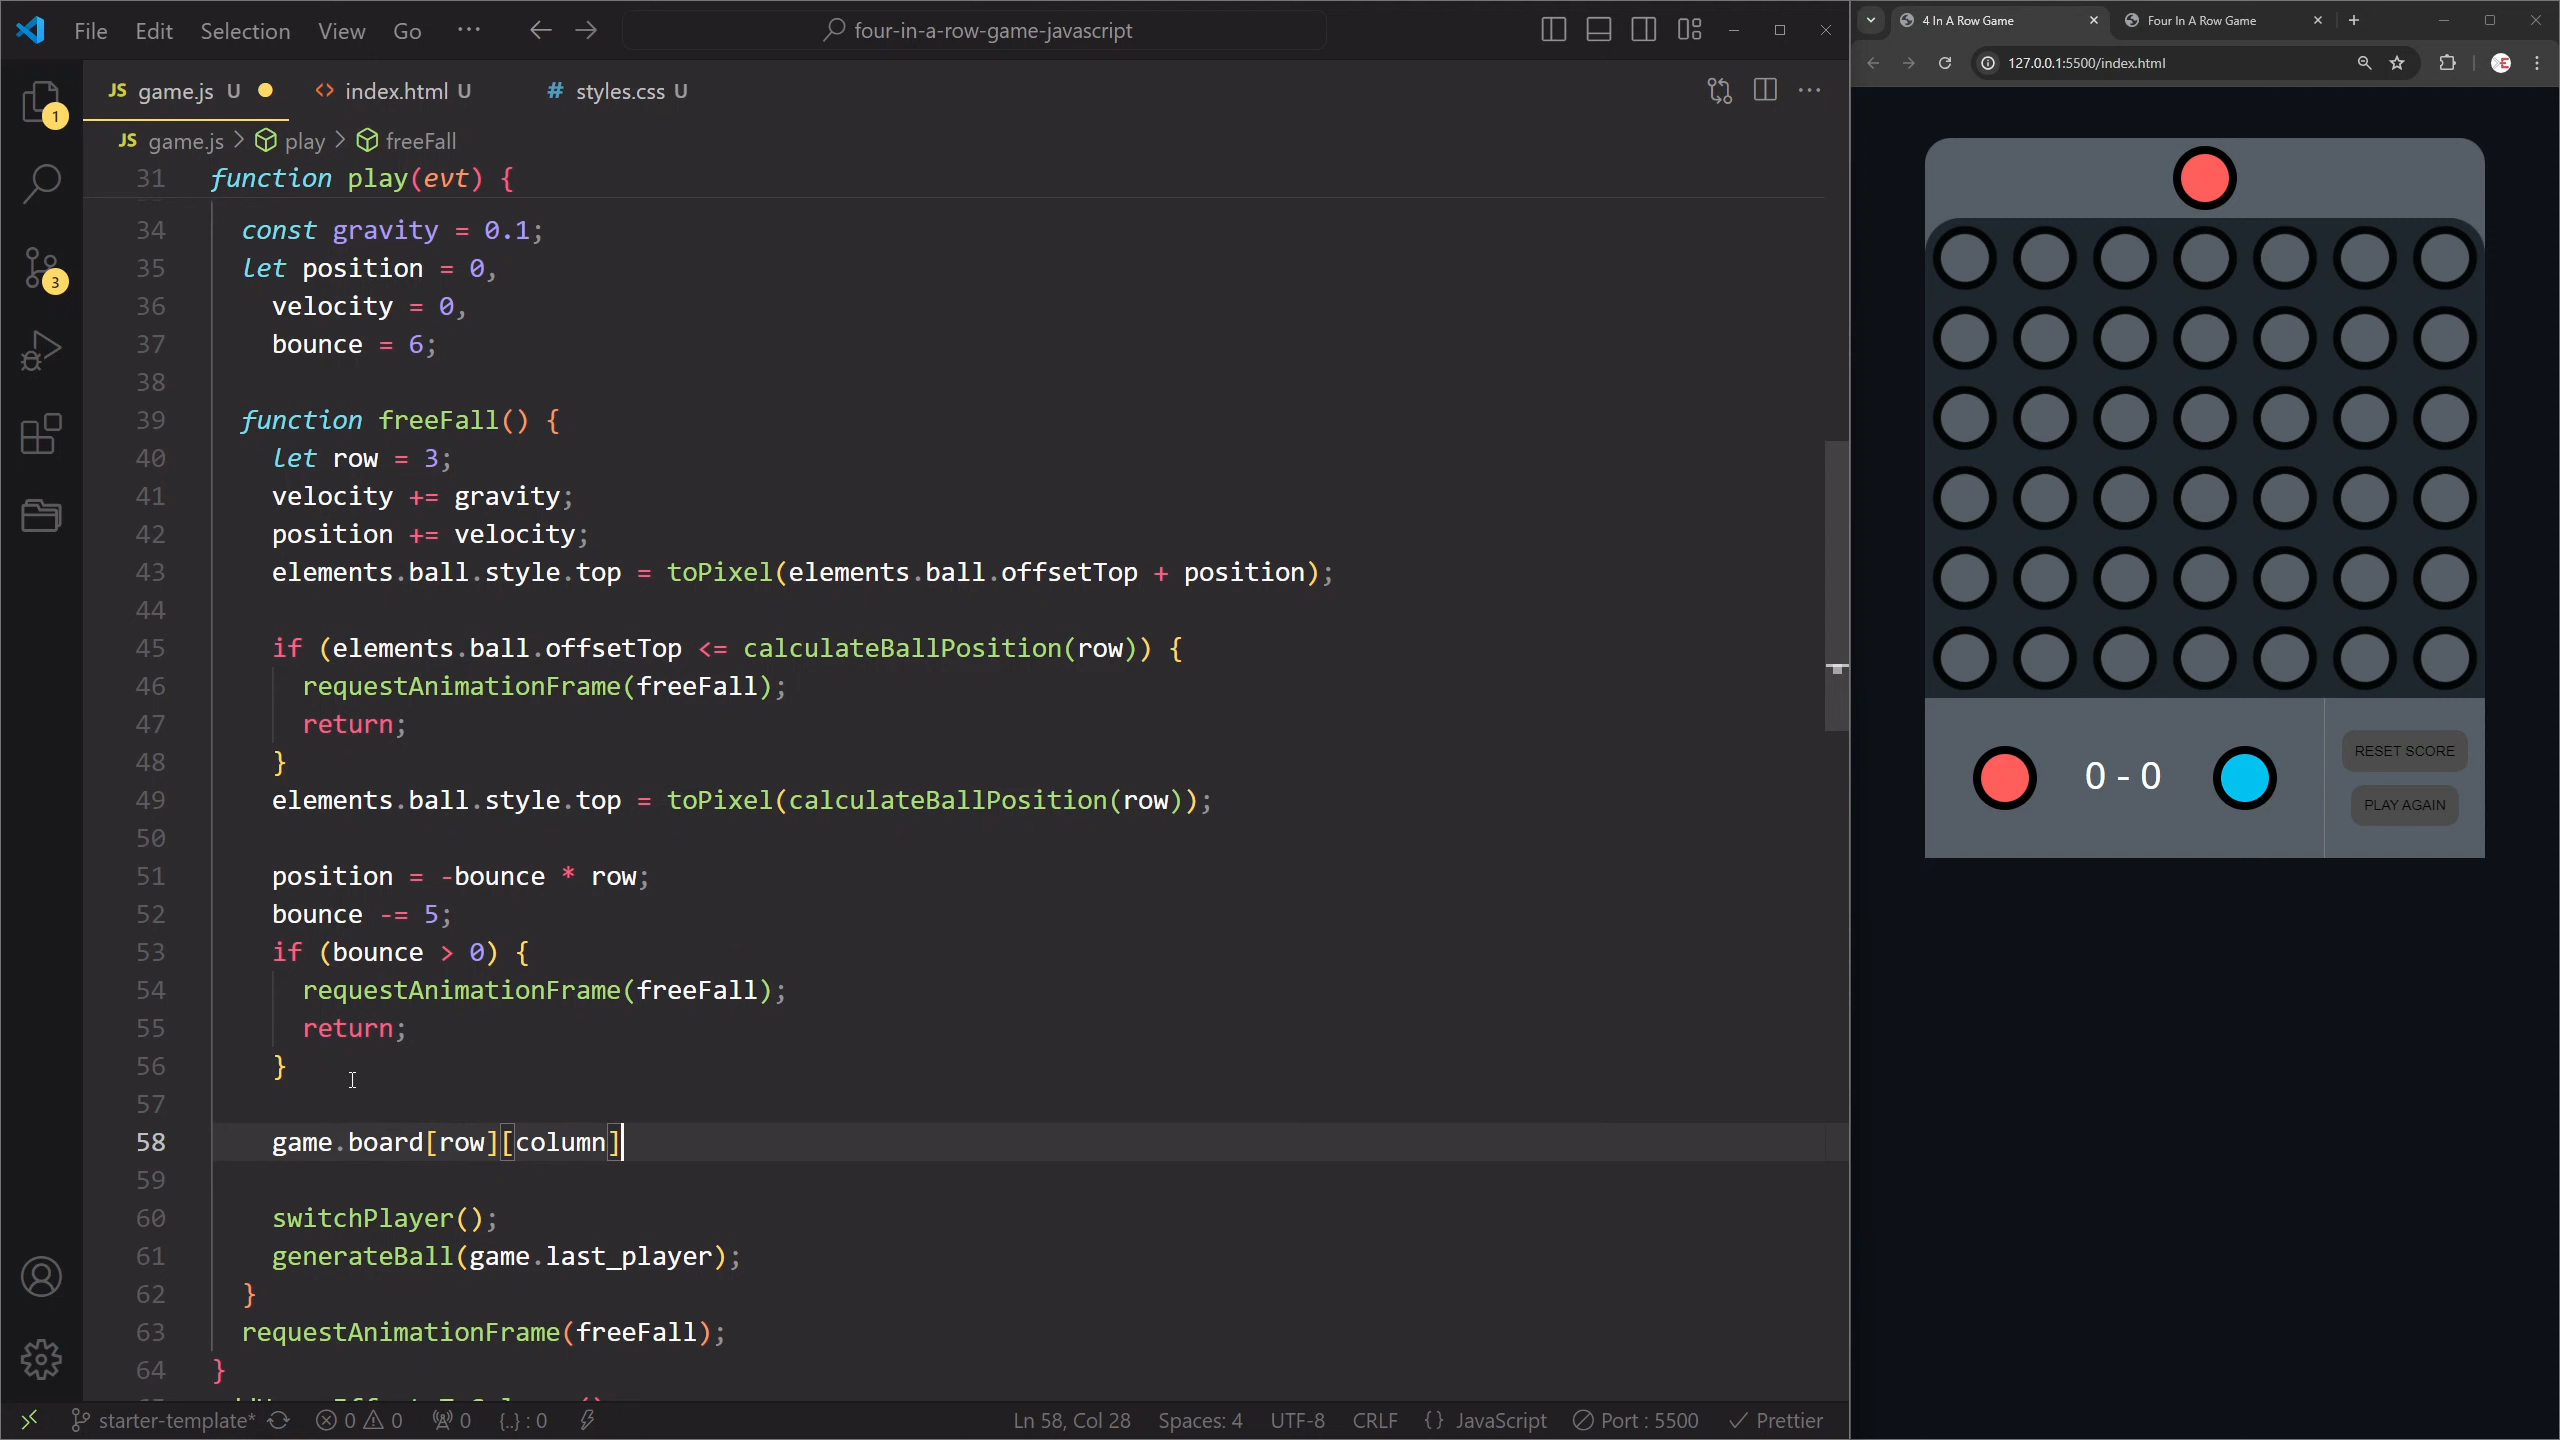 File Edit Selection View Go ··· four-in-a-row-game-javascript
JS game.js U <> index.html U # styles.css U
JS game.js > play > freeFall
31 function play(evt) {
34 const gravity = 0.1;
35 let position = 0,
36 velocity = 0,
37 bounce = 6;
38
39 function freeFall() {
40 let row = 3;
41 velocity += gravity;
42 position += velocity;
43 elements.ball.style.top = toPixel(elements.ball.offsetTop + position);
44
45 if (elements.ball.offsetTop <= calculateBallPosition(row)) {
46 requestAnimationFrame(freeFall);
47 return;
48 }
49 elements.ball.style.top = toPixel(calculateBallPosition(row));
50
51 position = -bounce * row;
52 bounce -= 5;
53 if (bounce > 0) {
54 requestAnimationFrame(freeFall);
55 return;
56 }
57
58 game.board[row][column]
59
60 switchPlayer();
61 generateBall(game.last_player);
62 }
63 requestAnimationFrame(freeFall);
64 }
1
3
starter-template* 0 0 0 {..} : 0 Ln 58, Col 28 Spaces: 4 UTF-8 CRLF {} JavaScript Port : 5500 Prettier
4 In A Row Game Four In A Row Game
127.0.0.1:5500/index.html
0 - 0
RESET SCORE
PLAY AGAIN